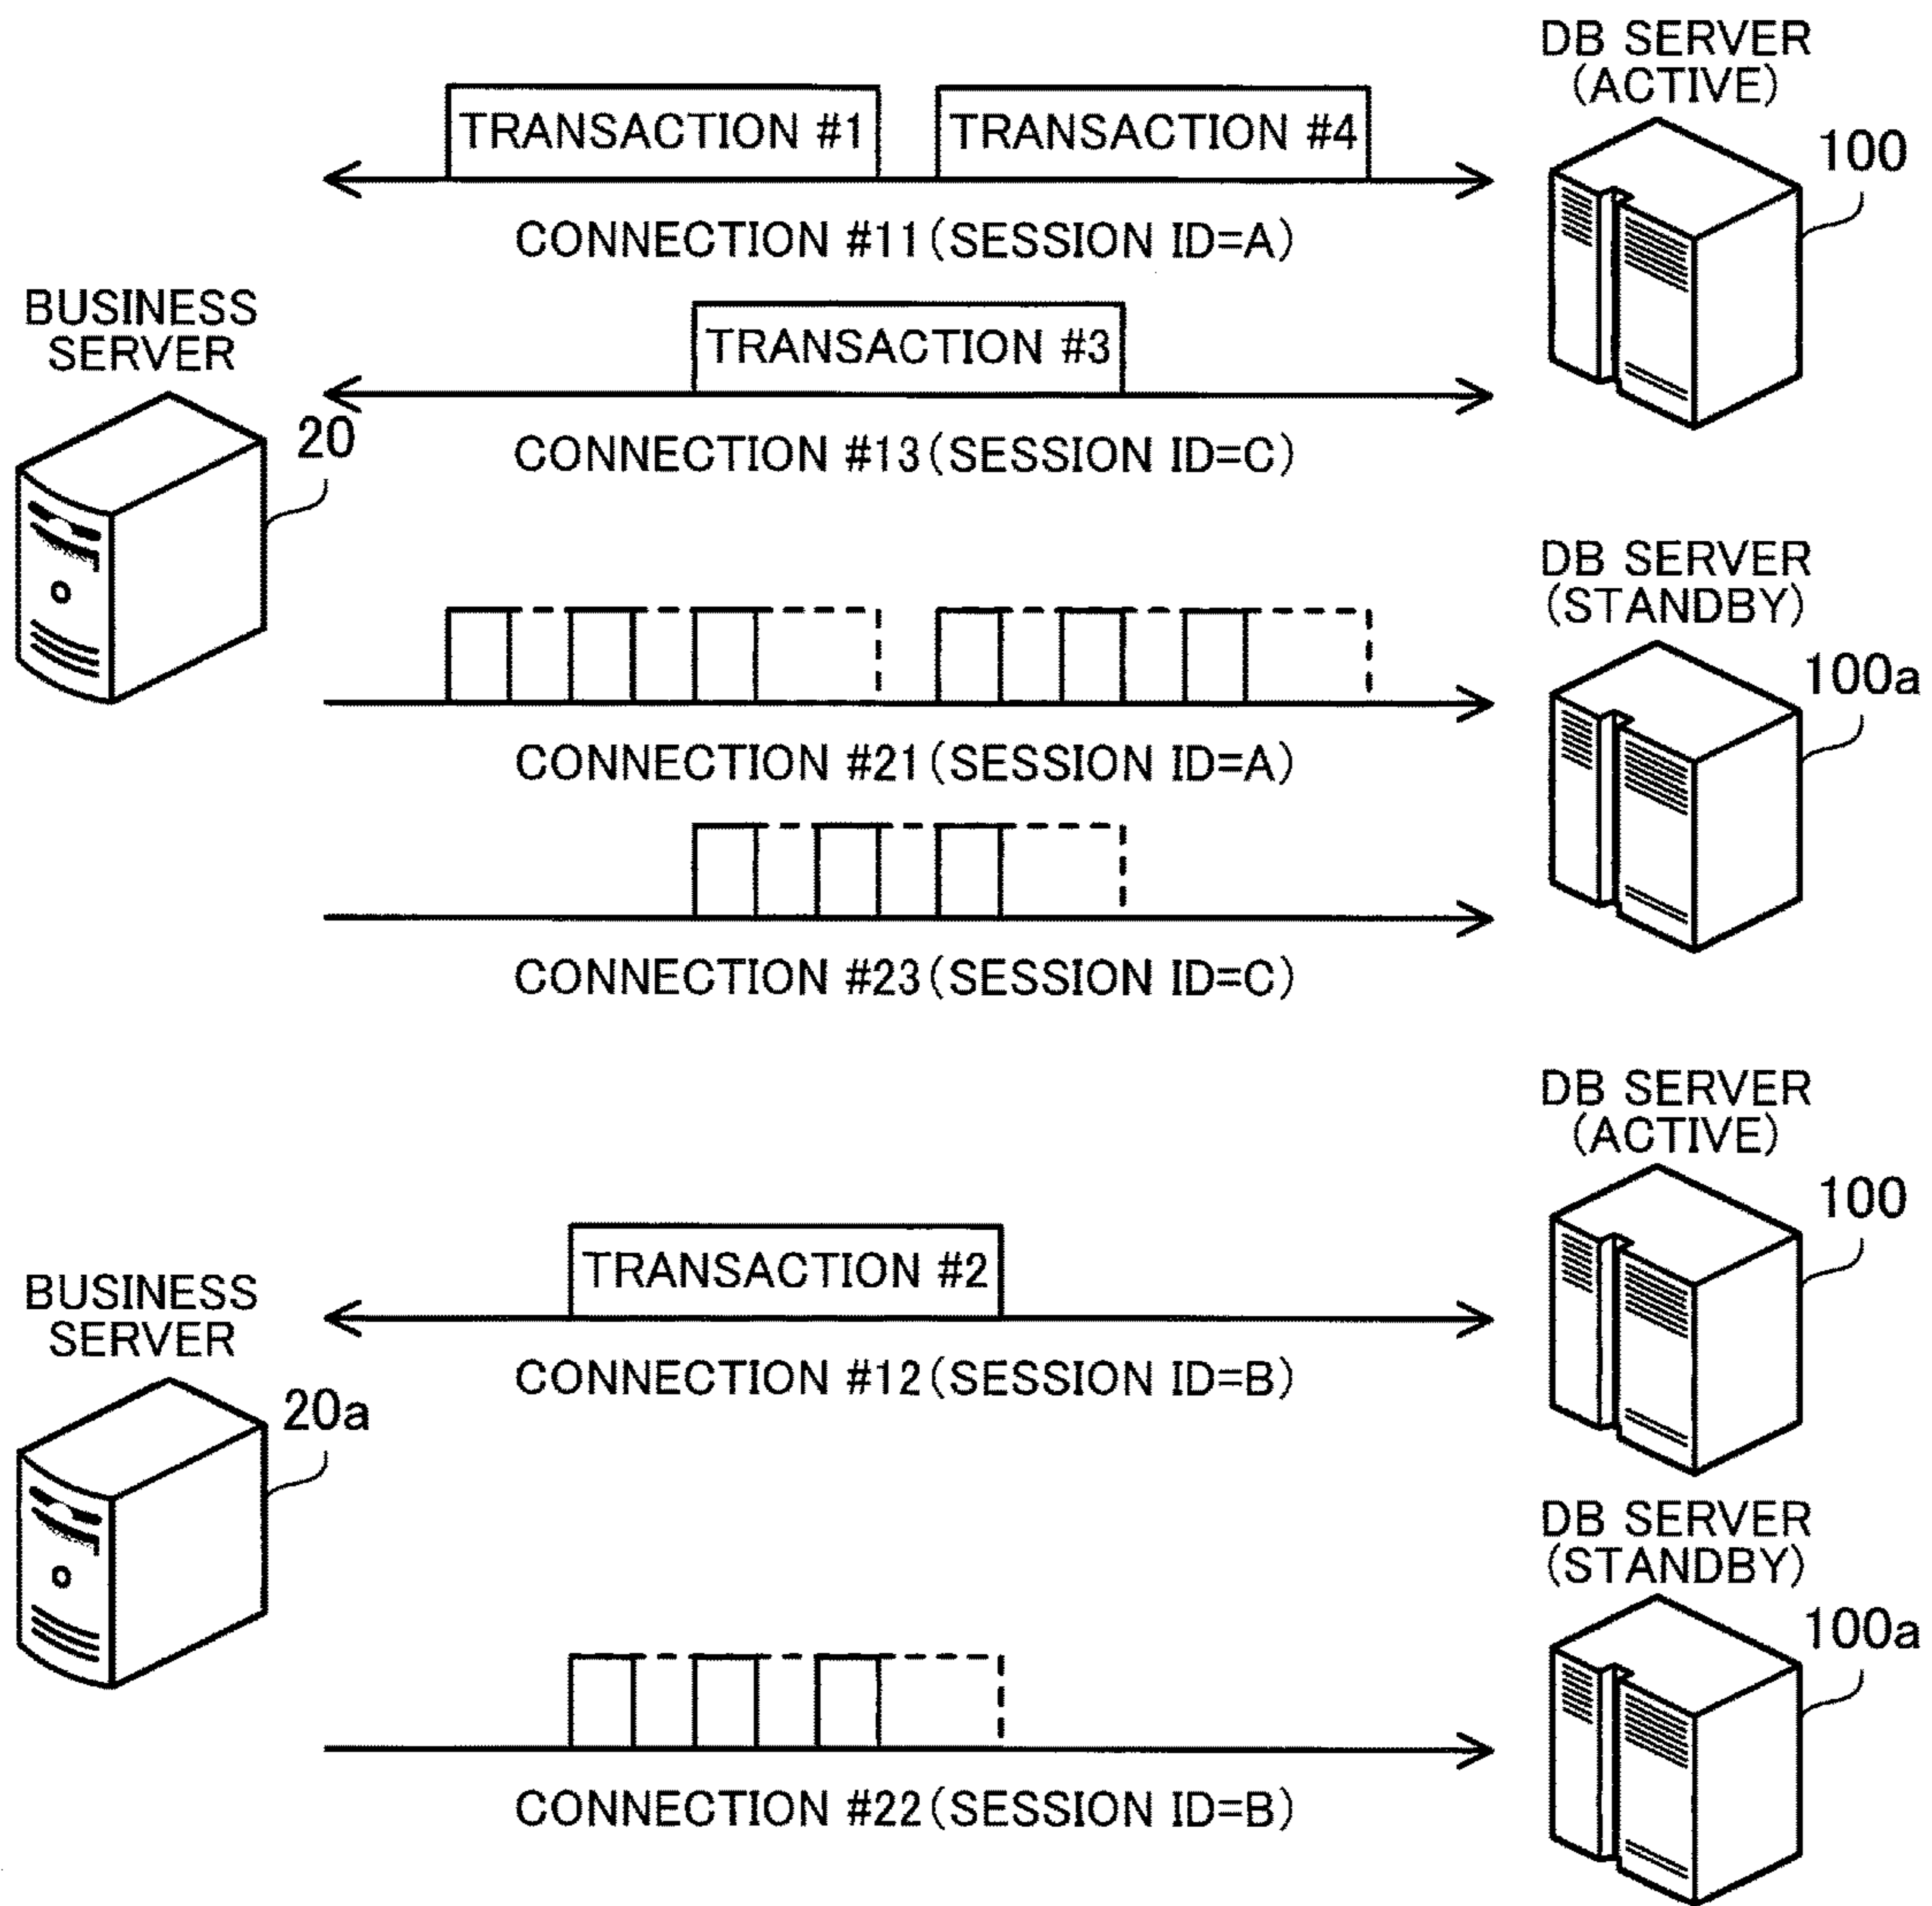 DB SERVER
(ACTIVE)
100
TRANSACTION #1
TRANSACTION #4
CONNECTION #11(SESSION ID=A)
BUSINESS
SERVER
20
TRANSACTION #3
CONNECTION #13(SESSION ID=C)
DB SERVER
(STANDBY)
100a
CONNECTION #21(SESSION ID=A)
CONNECTION #23(SESSION ID=C)
DB SERVER
(ACTIVE)
100
BUSINESS
SERVER
20a
TRANSACTION #2
CONNECTION #12(SESSION ID=B)
DB SERVER
(STANDBY)
100a
CONNECTION #22(SESSION ID=B)